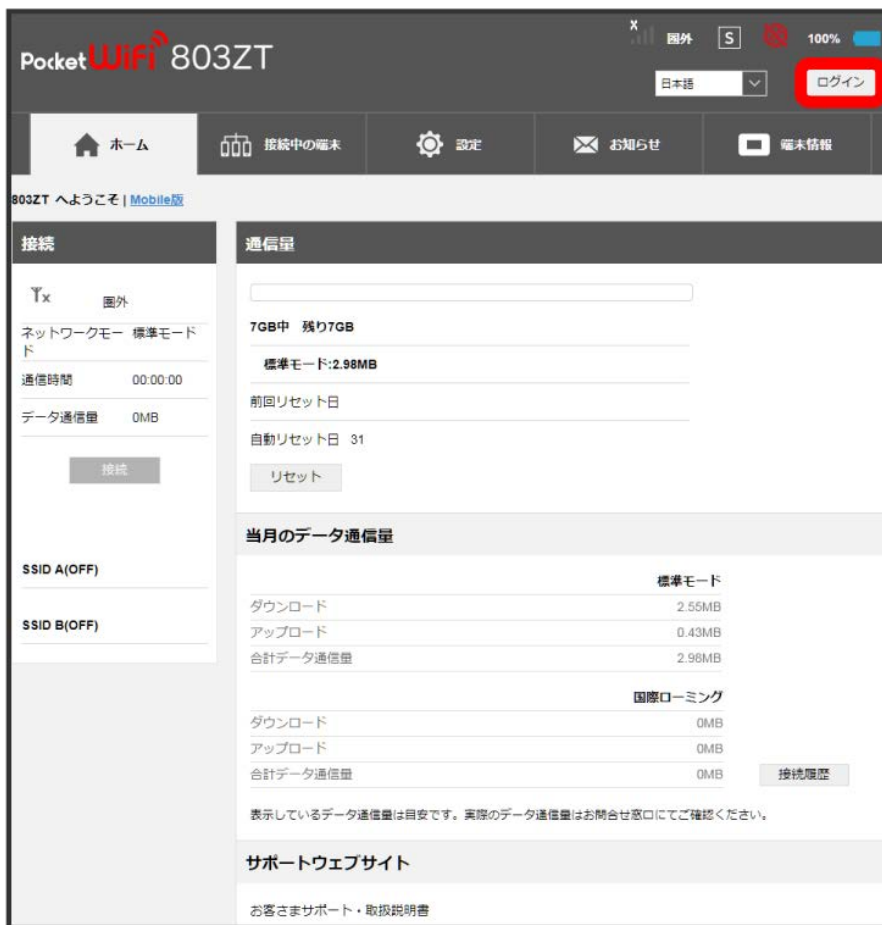 Pocket WiFi 803ZT
圏外 S 100%
日本語 ログイン
ホーム 接続中の端末 設定 お知らせ 端末情報
803ZT へようこそ | Mobile版
接続
圏外
ネットワークモー 標準モード
ド
通信時間 00:00:00
データ通信量 0MB
接続
SSID A(OFF)
SSID B(OFF)
通信量
7GB中 残り7GB
標準モード:2.98MB
前回リセット日
自動リセット日 31
リセット
当月のデータ通信量
標準モード
ダウンロード 2.55MB
アップロード 0.43MB
合計データ通信量 2.98MB
国際ローミング
ダウンロード 0MB
アップロード 0MB
合計データ通信量 0MB 接続履歴
表示しているデータ通信量は目安です。実際のデータ通信量はお問合せ窓口にてご確認ください。
サポートウェブサイト
お客さまサポート・取扱説明書